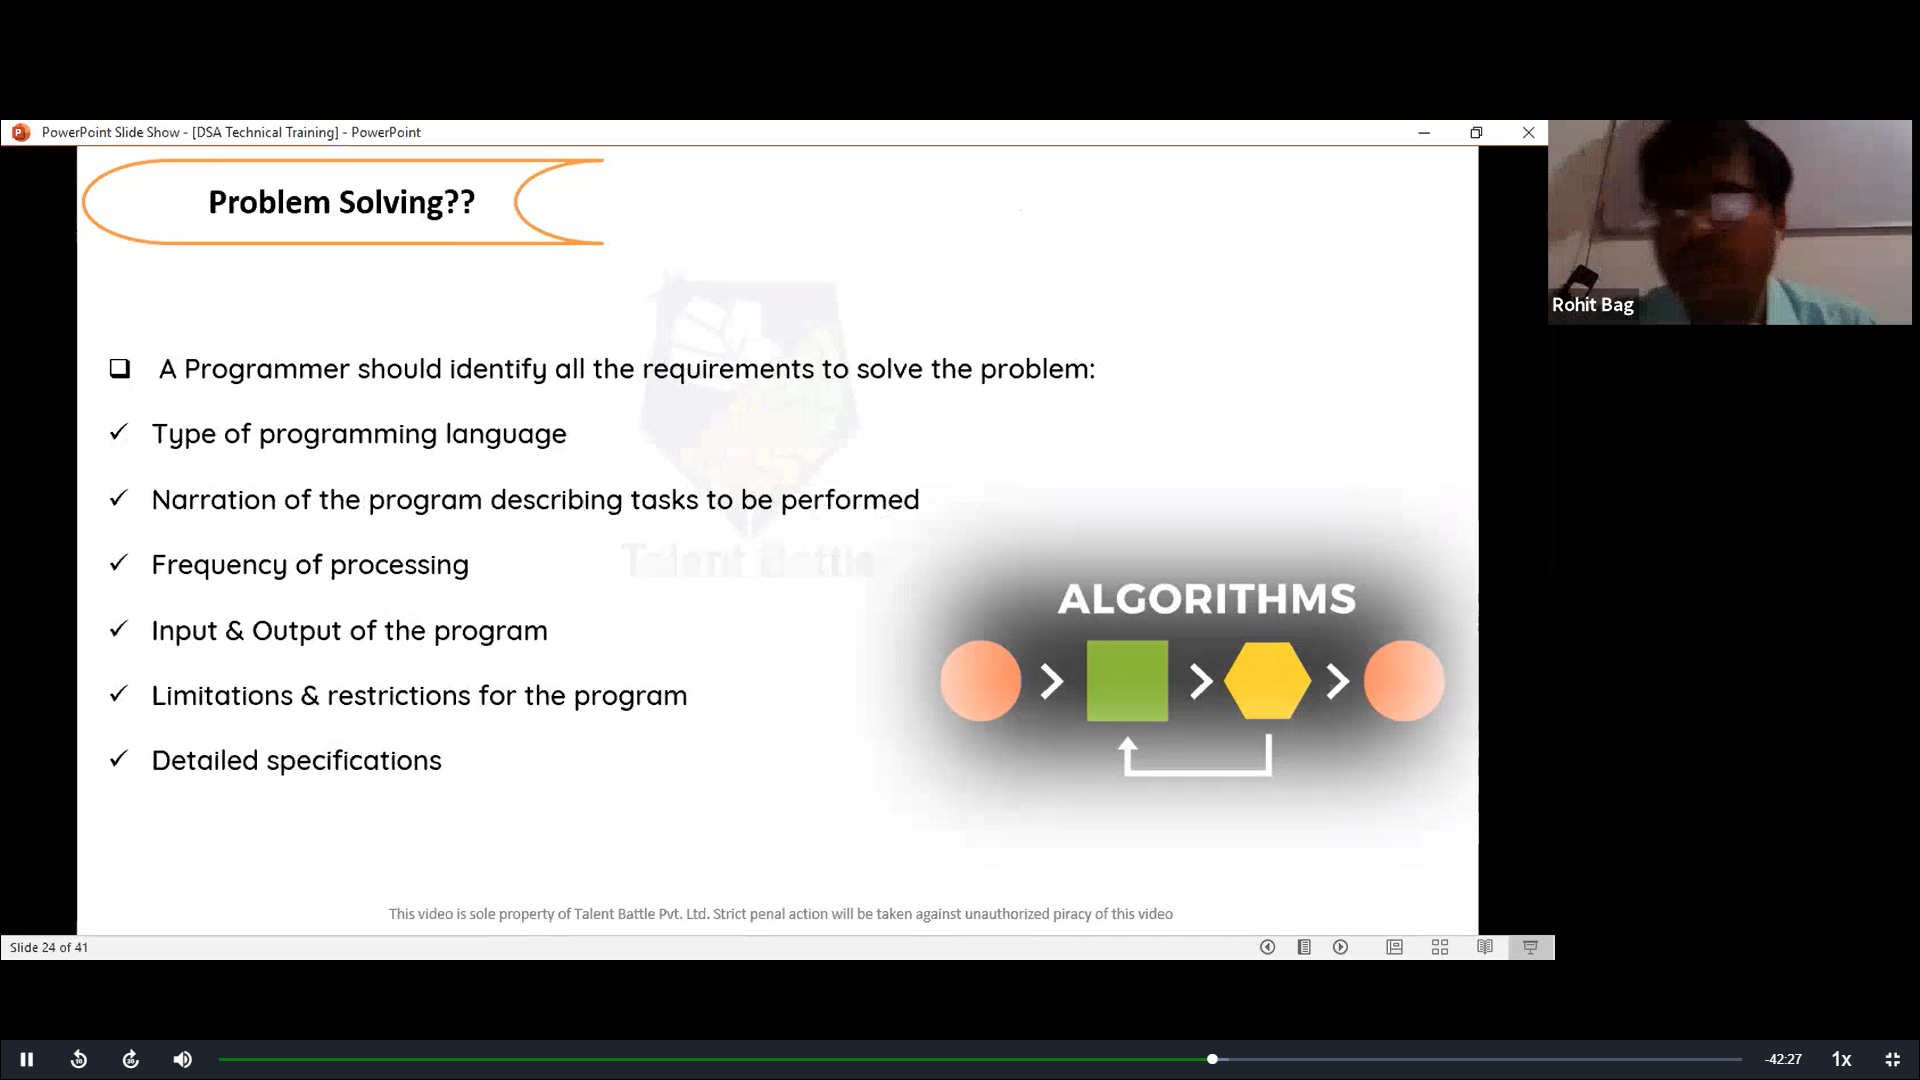 PowerPoint Slide Show - [DSA Technical Training] - PowerPoint
Problem Solving??
Rohit Bag
A Programmer should identify all the requirements to solve the problem:
Type of programming language
Narration of the program describing tasks to be performed
Frequency of processing
Input & Output of the program
Limitations & restrictions for the program
Detailed specifications
Talent Battle
ALGORITHMS
This video is sole property of Talent Battle Pvt. Ltd. Strict penal action will be taken against unauthorized piracy of this video
Slide 24 of 41
-42:27
1x